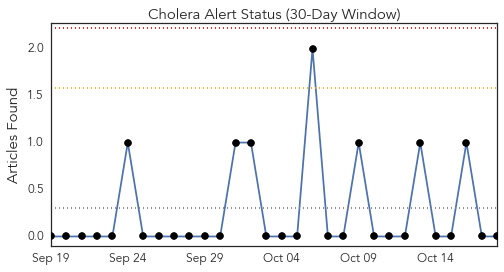 Cholera Alert Status (30-Day Window)
Articles Found
2.0
1.5
1.0
0.5
0.0
Sep 19 Sep 24 Sep 29 Oct 04 Oct 09 Oct 14